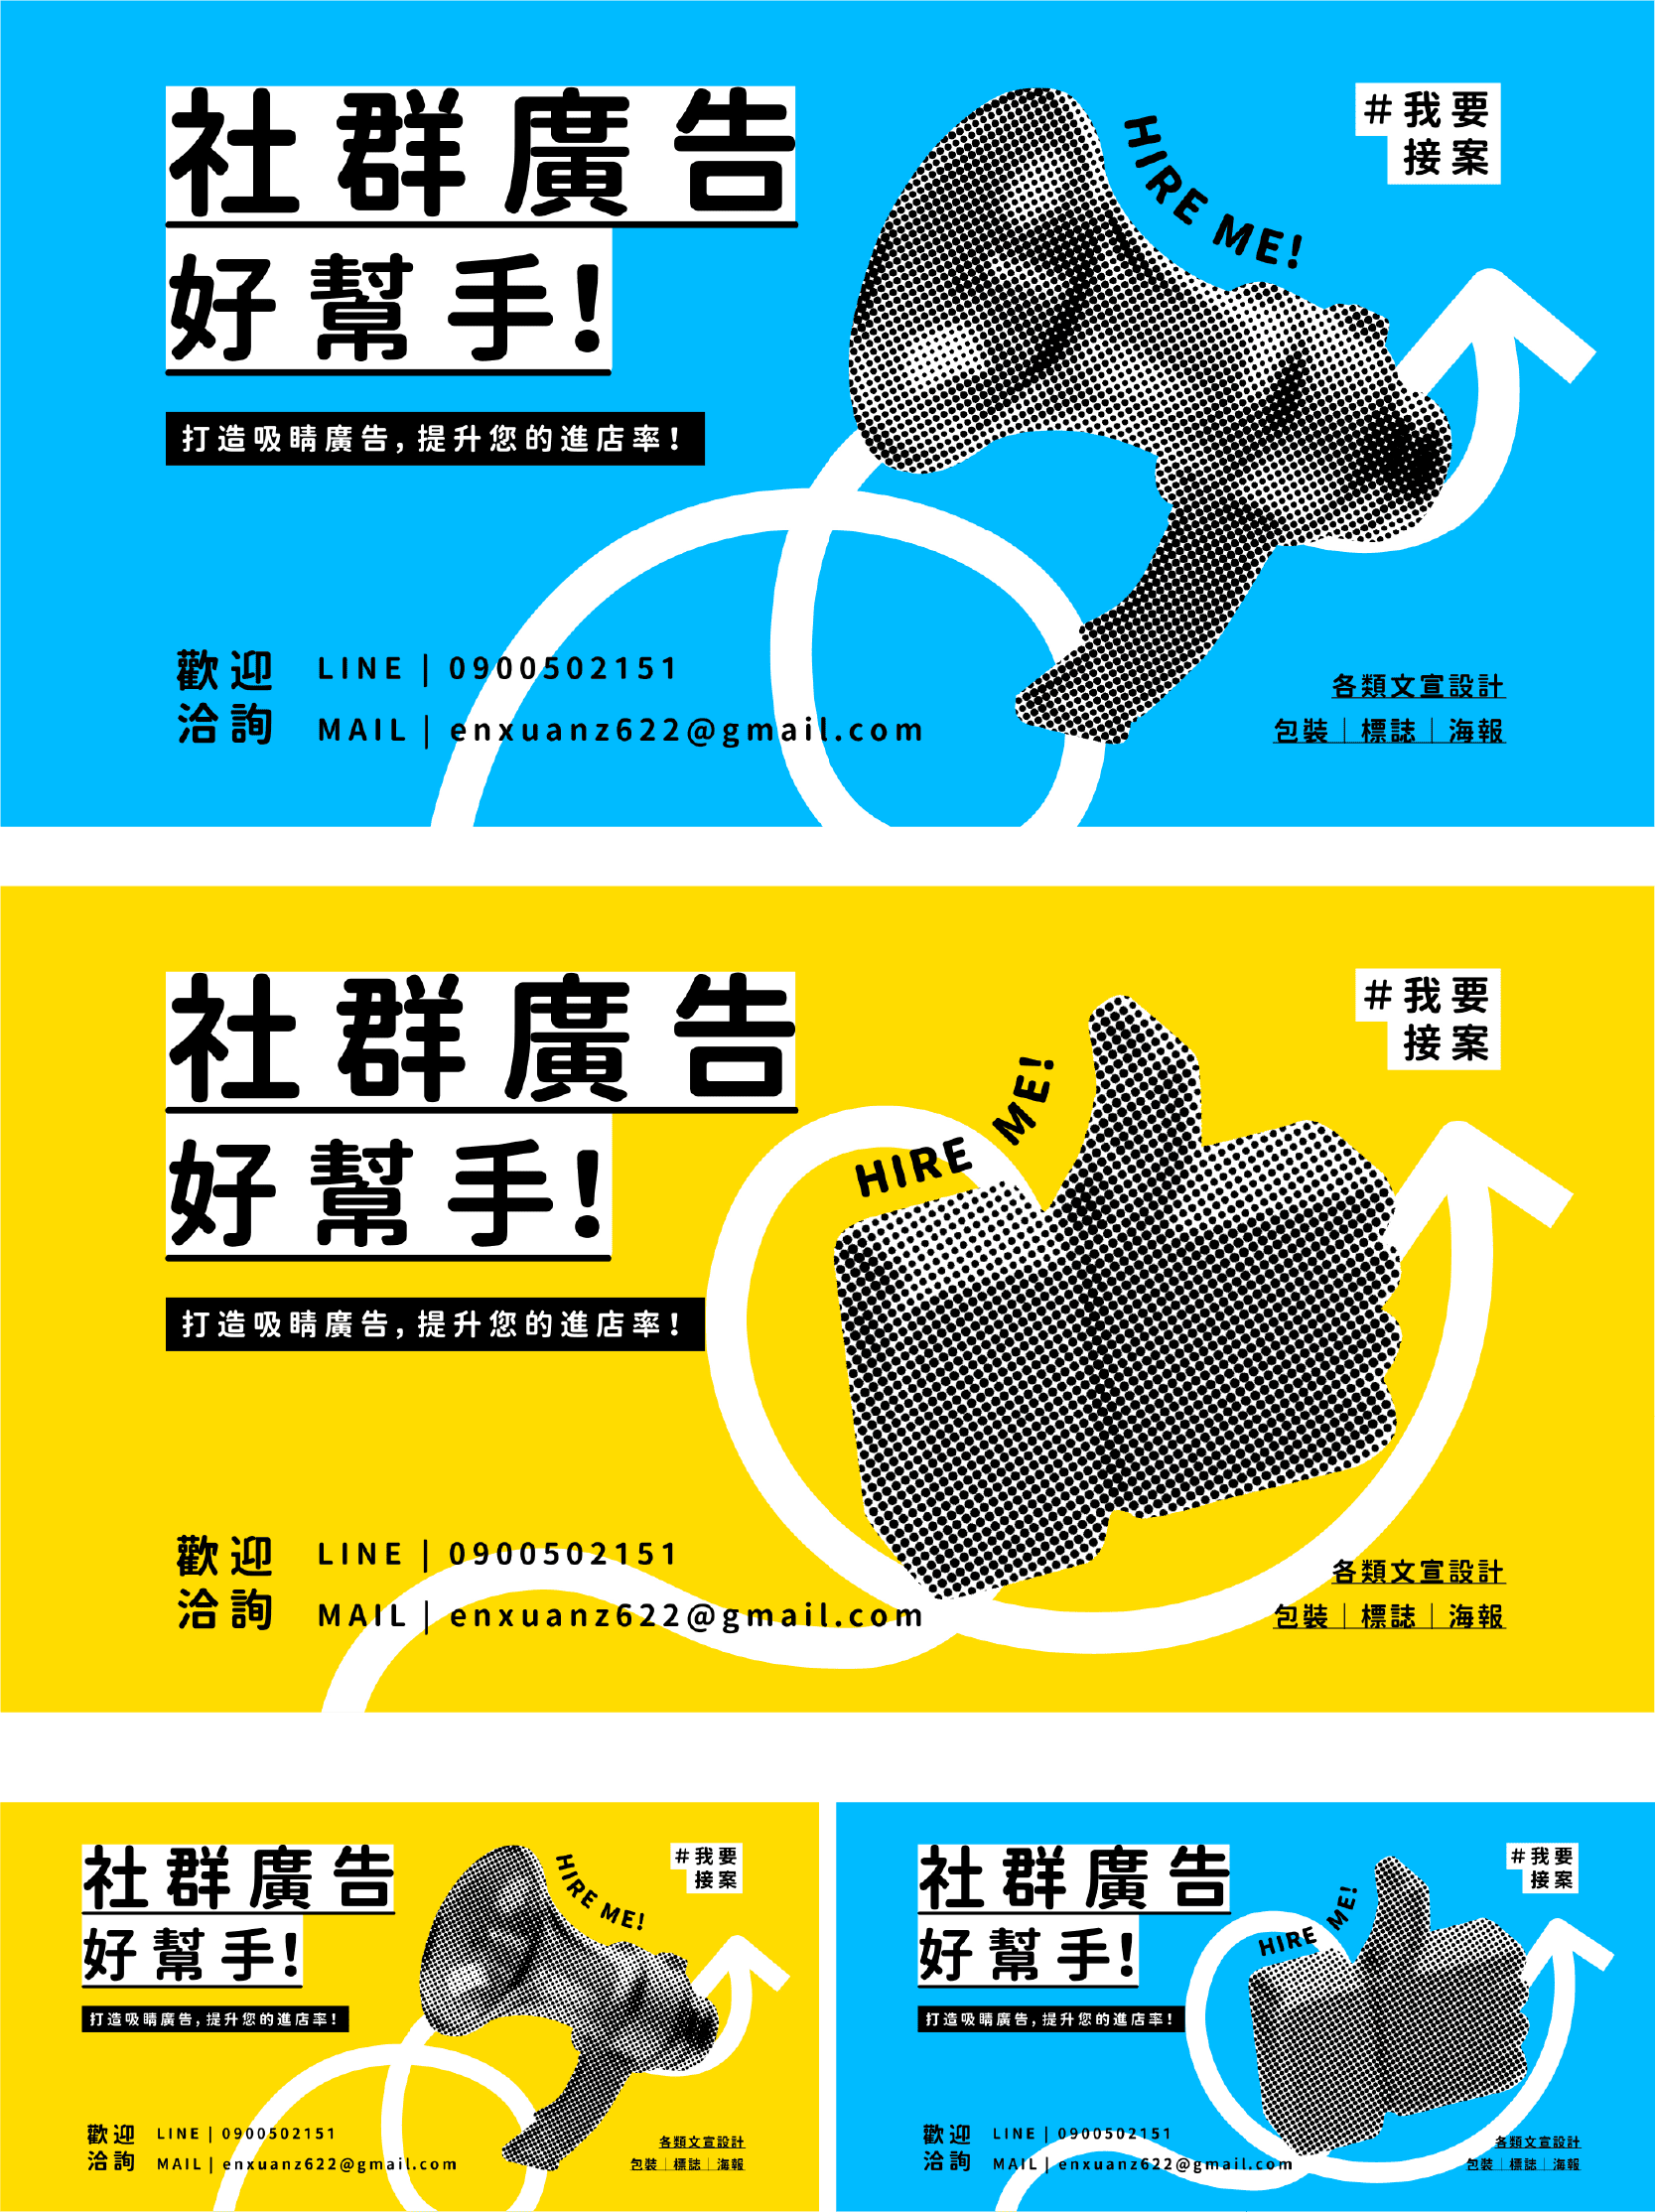 社群廣告
好幫手!
打造吸睛廣告,提升您的進店率!
HIRE ME!
#我要
接案
歡迎
洽詢
LINE | 0900502151
MAIL | enxuanz622@gmail.com
各類文宣設計
包裝｜標誌｜海報
社群廣告
好幫手!
打造吸睛廣告,提升您的進店率!
HIRE ME!
#我要
接案
歡迎
洽詢
LINE | 0900502151
MAIL | enxuanz622@gmail.com
各類文宣設計
包裝｜標誌｜海報
社群廣告
好幫手!
打造吸睛廣告,提升您的進店率!
HIRE ME!
#我要
接案
歡迎
洽詢
LINE | 0900502151
MAIL | enxuanz622@gmail.com
各類文宣設計
包裝｜標誌｜海報
社群廣告
好幫手!
打造吸睛廣告,提升您的進店率!
HIRE ME!
#我要
接案
歡迎
洽詢
LINE | 0900502151
MAIL | enxuanz622@gmail.com
各類文宣設計
包裝｜標誌｜海報